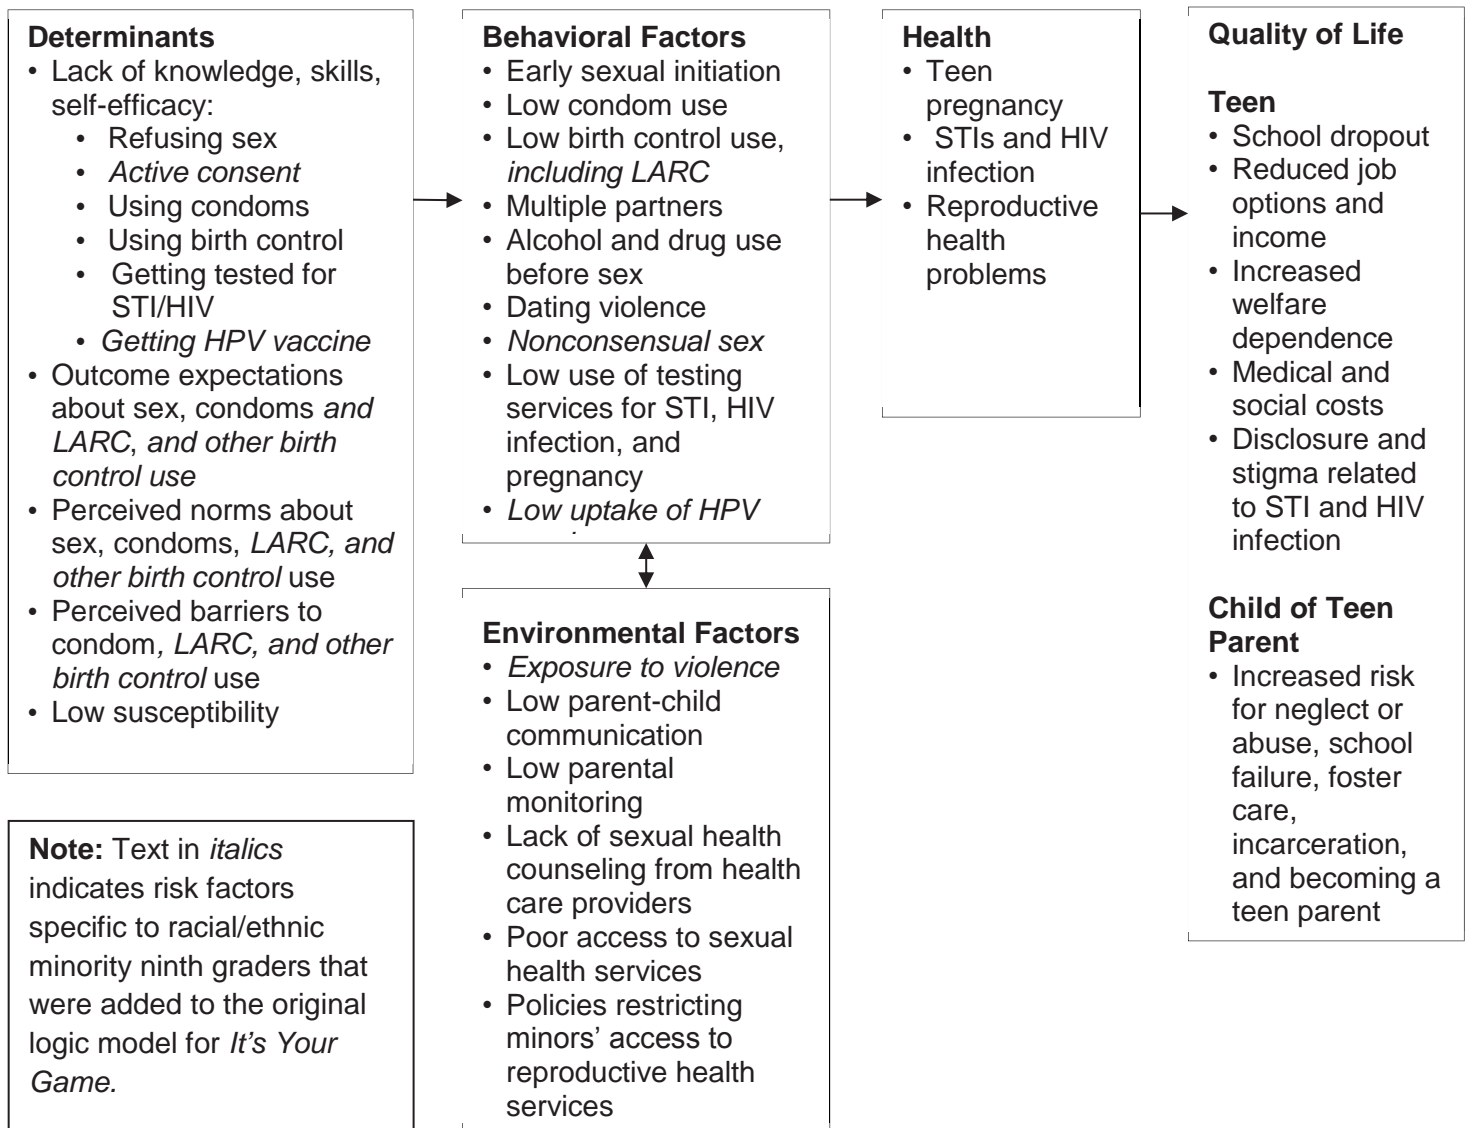 Determinants
• Lack of knowledge, skills,
self-efficacy:
• Refusing sex
• Active consent
• Using condoms
• Using birth control
• Getting tested for
STI/HIV
• Getting HPV vaccine
• Outcome expectations
about sex, condoms and
LARC, and other birth
control use
• Perceived norms about
sex, condoms, LARC, and
other birth control use
• Perceived barriers to
condom, LARC, and other
birth control use
• Low susceptibility
Note: Text in italics
indicates risk factors
specific to racial/ethnic
minority ninth graders that
were added to the original
logic model for It's Your
Game.
Behavioral Factors
• Early sexual initiation
• Low condom use
• Low birth control use,
including LARC
• Multiple partners
• Alcohol and drug use
before sex
• Dating violence
• Nonconsensual sex
• Low use of testing
services for STI, HIV
infection, and
pregnancy
• Low uptake of HPV
Environmental Factors
• Exposure to violence
• Low parent-child
communication
• Low parental
monitoring
• Lack of sexual health
counseling from health
care providers
• Poor access to sexual
health services
• Policies restricting
minors' access to
reproductive health
services
Health
• Teen
pregnancy
• STIs and HIV
infection
• Reproductive
health
problems
Quality of Life
Teen
• School dropout
• Reduced job
options and
income
• Increased
welfare
dependence
• Medical and
social costs
• Disclosure and
stigma related
to STI and HIV
infection
Child of Teen
Parent
• Increased risk
for neglect or
abuse, school
failure, foster
care,
incarceration,
and becoming a
teen parent